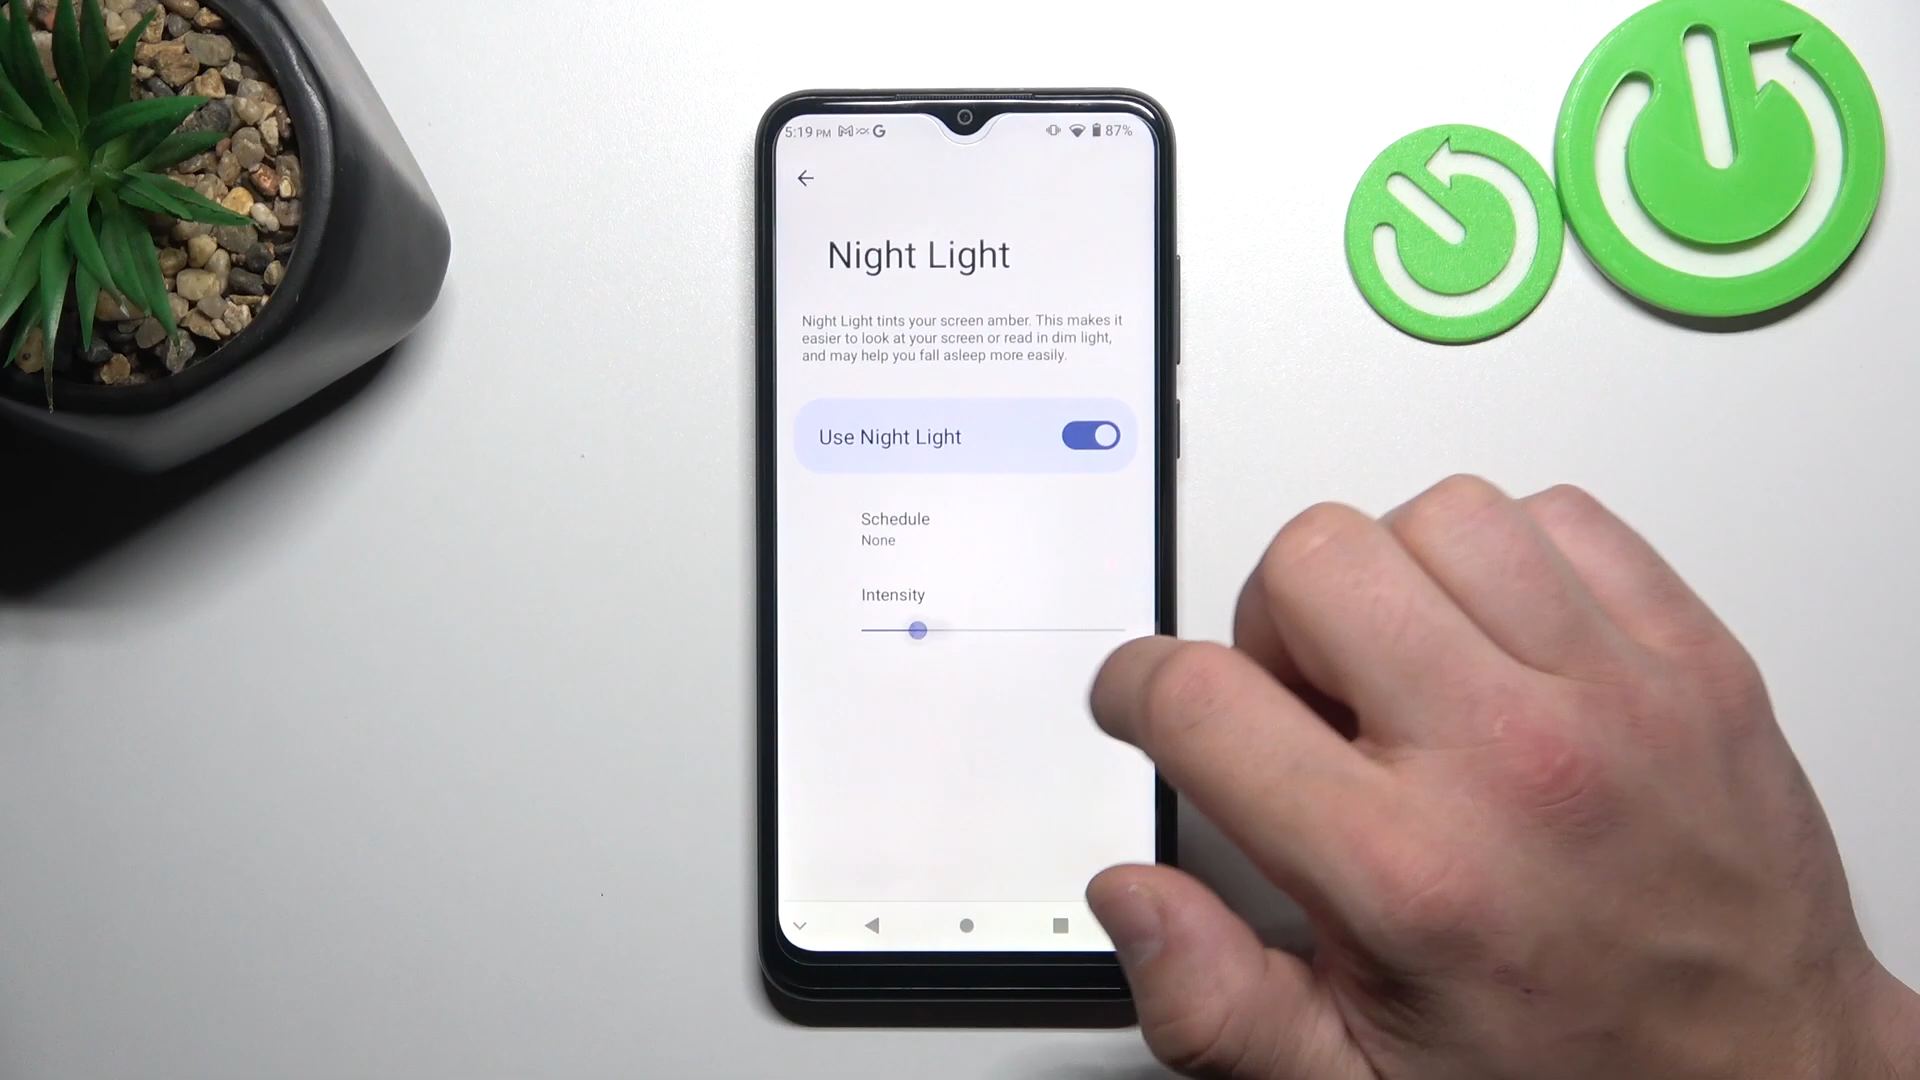 5:19 PM G 87%
Night Light
Night Light tints your screen amber. This makes it
easier to look at your screen or read in dim light,
and may help you fall asleep more easily.
Use Night Light
Schedule
None
Intensity